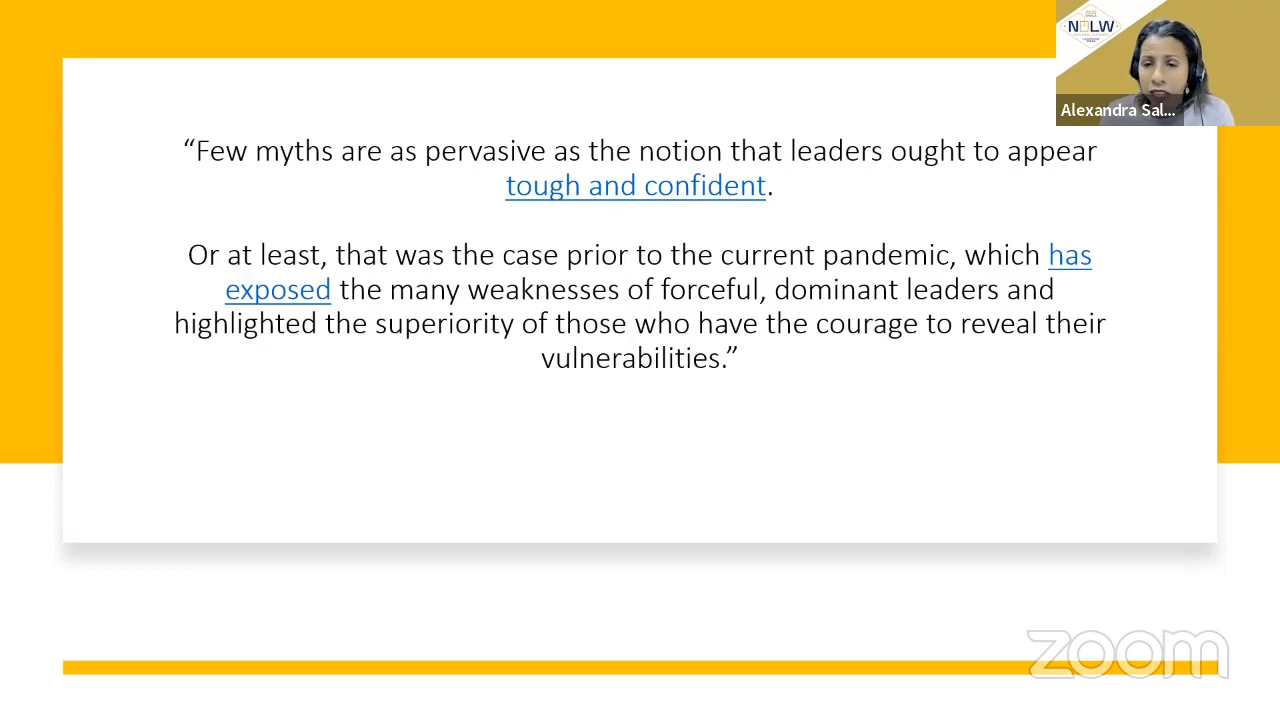 “Few myths are as pervasive as the notion that leaders ought to appear
tough and confident.
Or at least, that was the case prior to the current pandemic, which has
exposed the many weaknesses of forceful, dominant leaders and
highlighted the superiority of those who have the courage to reveal their
vulnerabilities.”
NLW
Alexandra Sal...
zoom